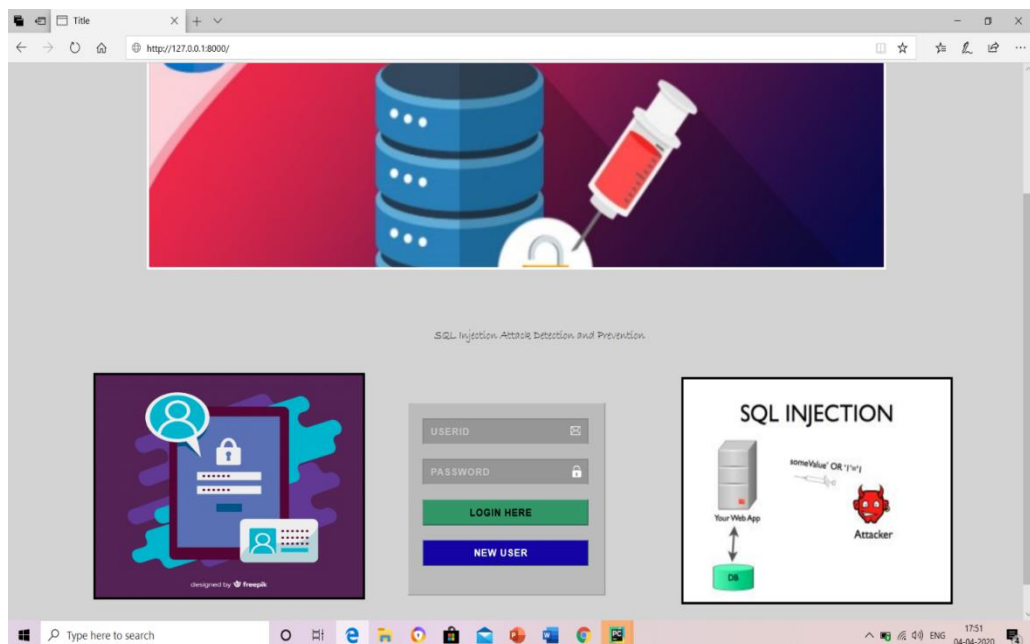 Title
http://127.0.0.1:8000/
SQL Injection Attack Detection and Prevention
designed by freepik
USERID
PASSWORD
LOGIN HERE
NEW USER
SQL INJECTION
someValue' OR '1'='1
Your Web App
Attacker
DB
Type here to search
ENG
17:51
04-04-2020